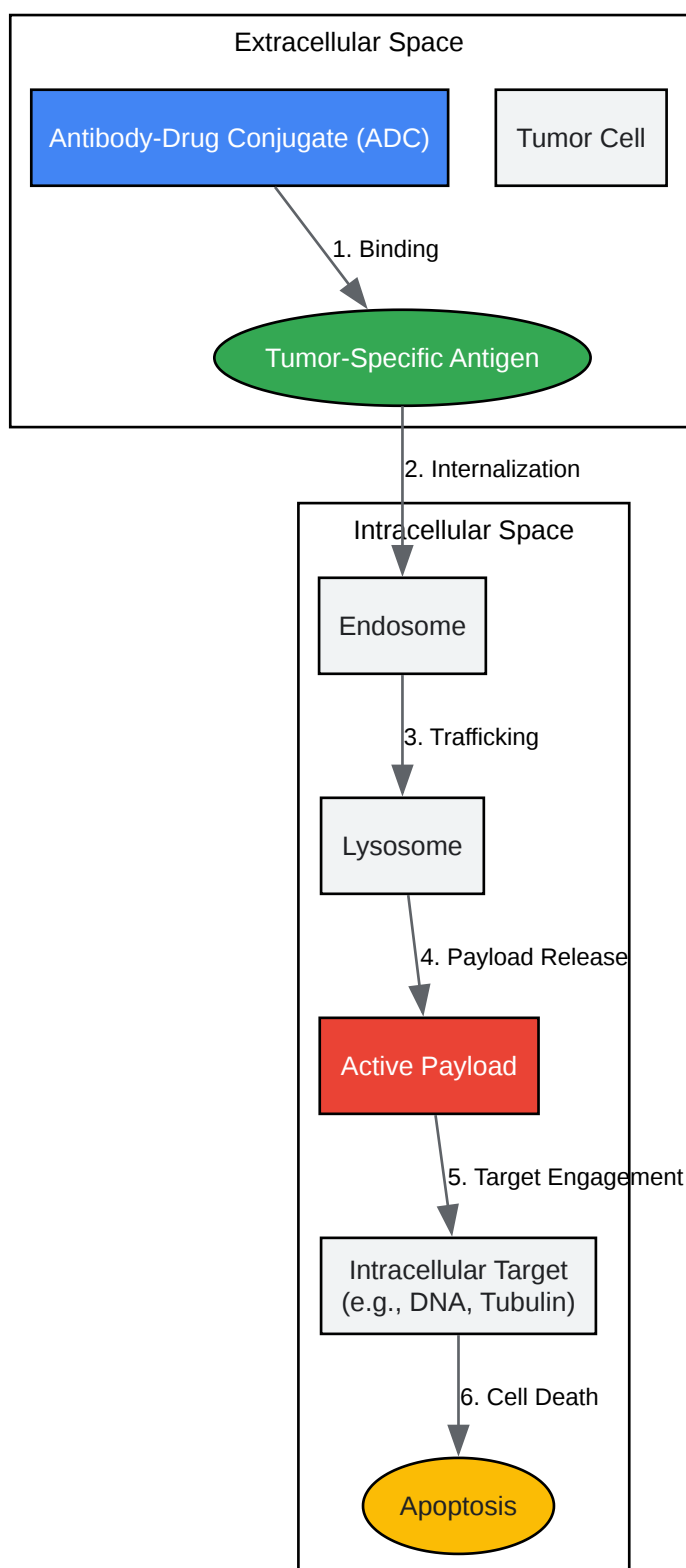 Extracellular Space
Antibody-Drug Conjugate (ADC)
Tumor Cell
1. Binding
Tumor-Specific Antigen
2. Internalization
Intracellular Space
Endosome
3. Trafficking
Lysosome
4. Payload Release
Active Payload
5. Target Engagement
Intracellular Target
(e.g., DNA, Tubulin)
6. Cell Death
Apoptosis